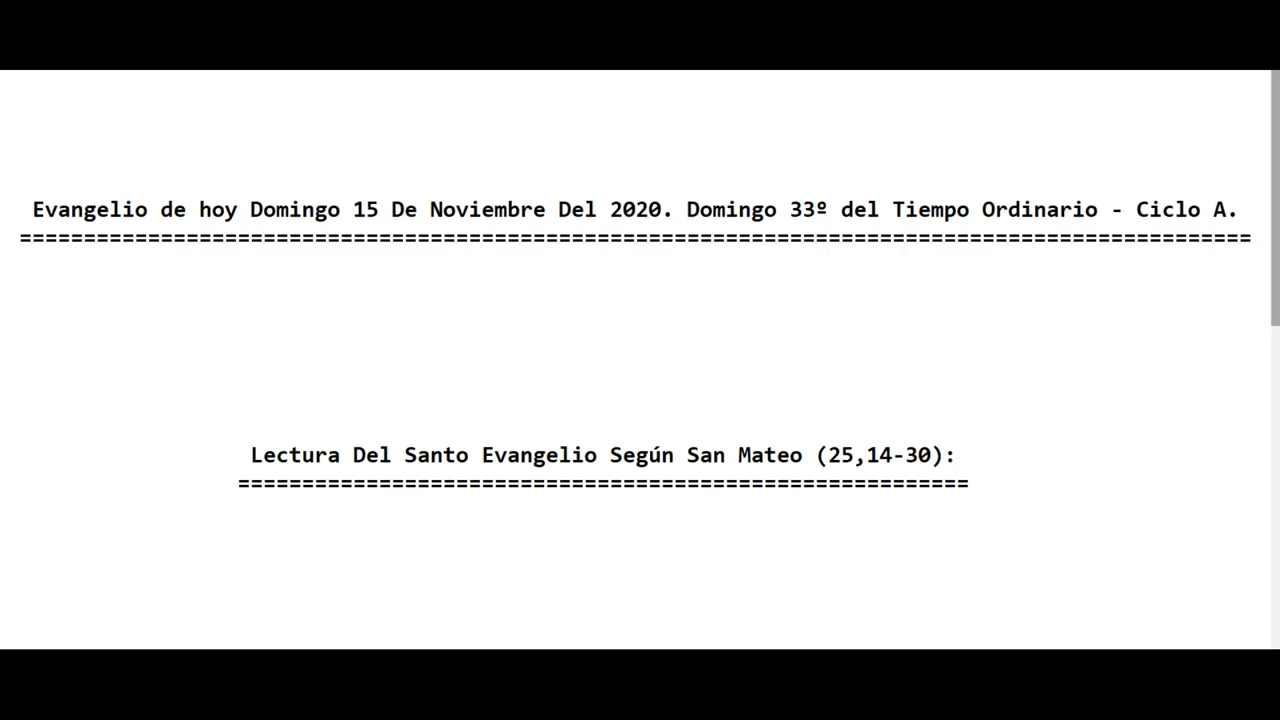 Evangelio de hoy Domingo 15 De Noviembre Del 2020. Domingo 33º del Tiempo Ordinario - Ciclo A.
================================================================================================
Lectura Del Santo Evangelio Según San Mateo (25,14-30):
=========================================================